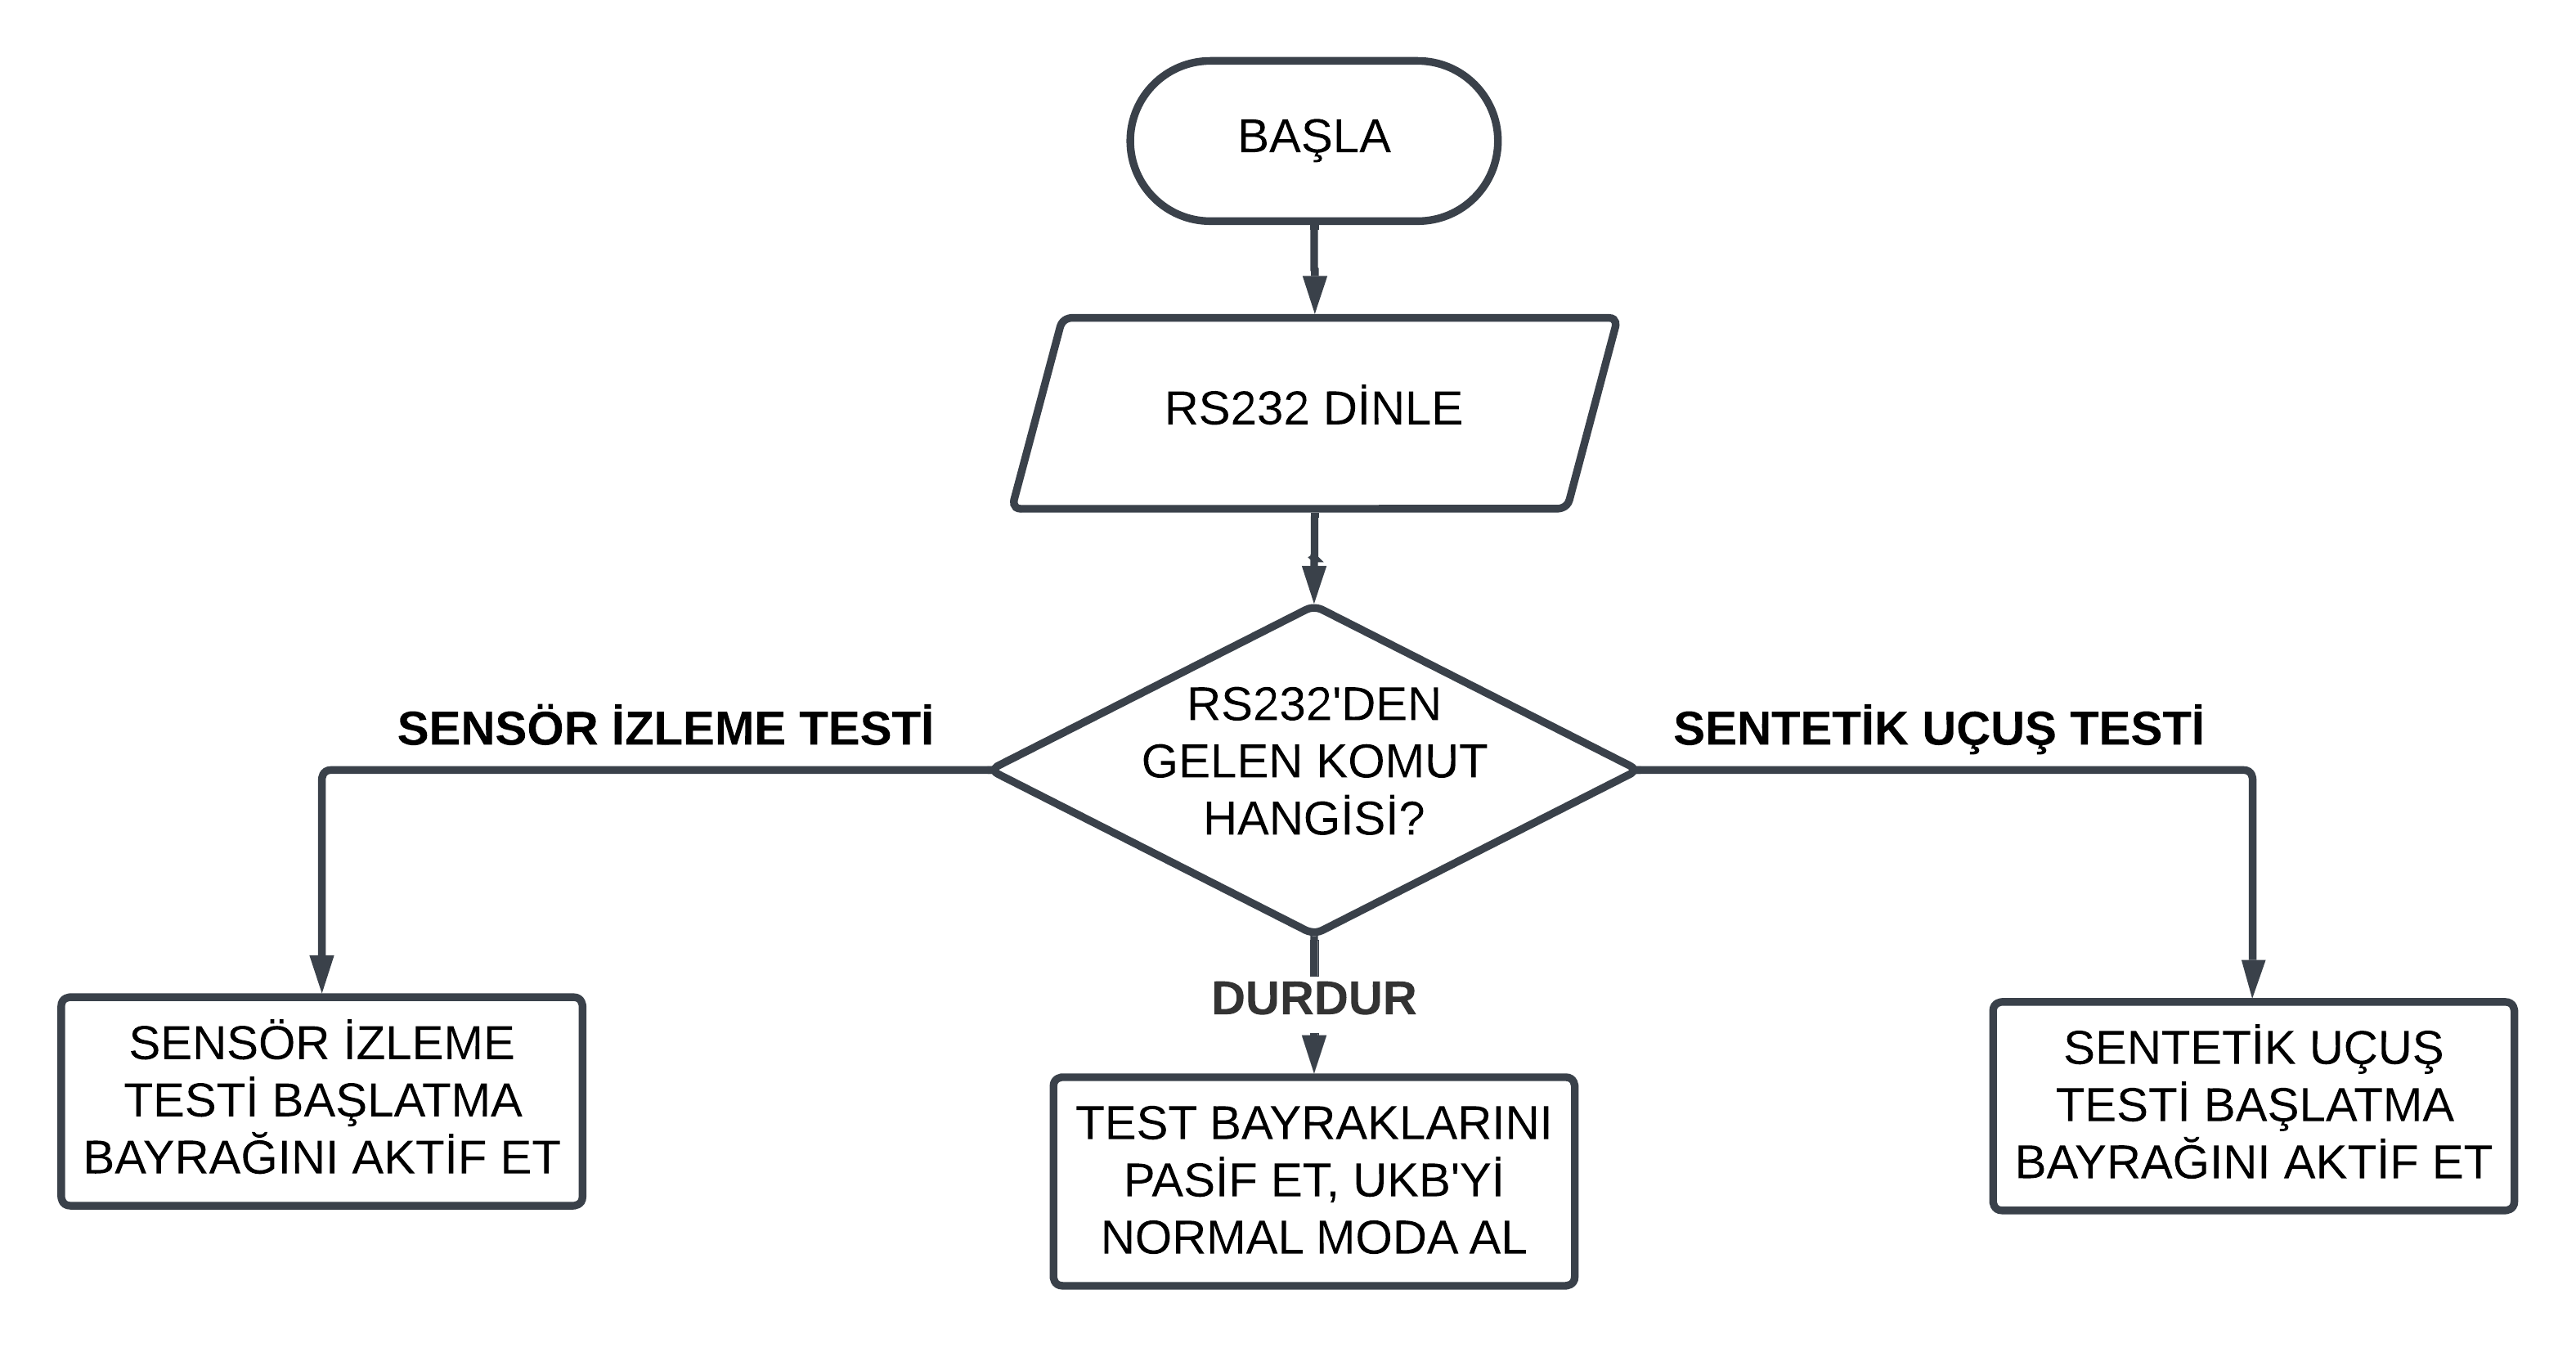 BAŞLA
RS232 DİNLE
RS232'DEN
GELEN KOMUT
HANGİSİ?
SENSÖR İZLEME TESTİ
SENTETİK UÇUŞ TESTİ
DURDUR
SENSÖR İZLEME
TESTİ BAŞLATMA
BAYRAĞINI AKTİF ET
TEST BAYRAKLARINI
PASİF ET, UKB'Yİ
NORMAL MODA AL
SENTETİK UÇUŞ
TESTİ BAŞLATMA
BAYRAĞINI AKTİF ET